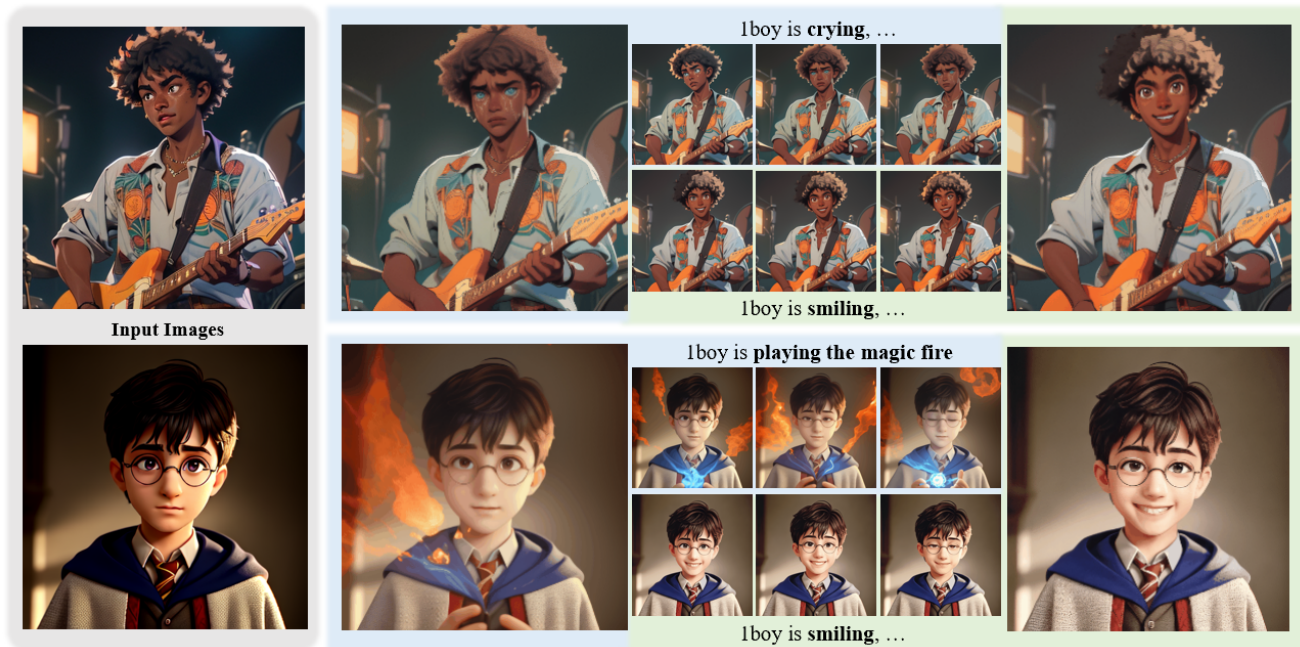 1boy is crying, …
1boy is smiling, …
Input Images
1boy is playing the magic fire
1boy is smiling, …